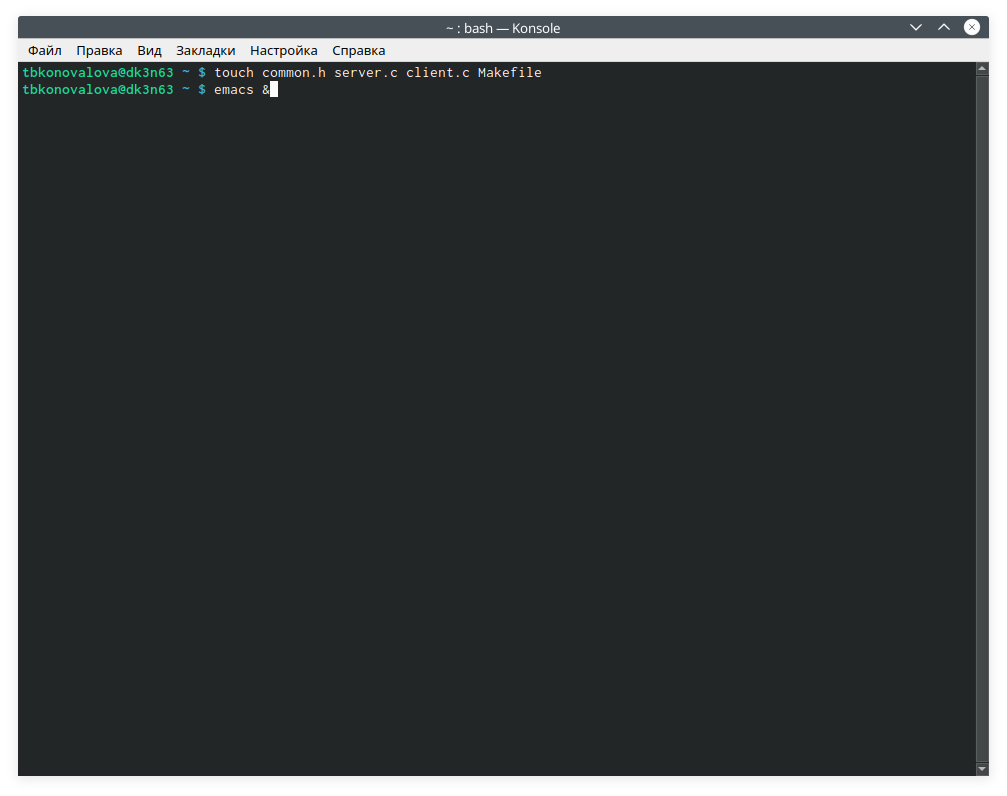 ~ : bash — Konsole
Файл Правка Вид Закладки Настройка Справка
tbkonovalova@dk3n63 ~ $ touch common.h server.c client.c Makefile
tbkonovalova@dk3n63 ~ $ emacs &